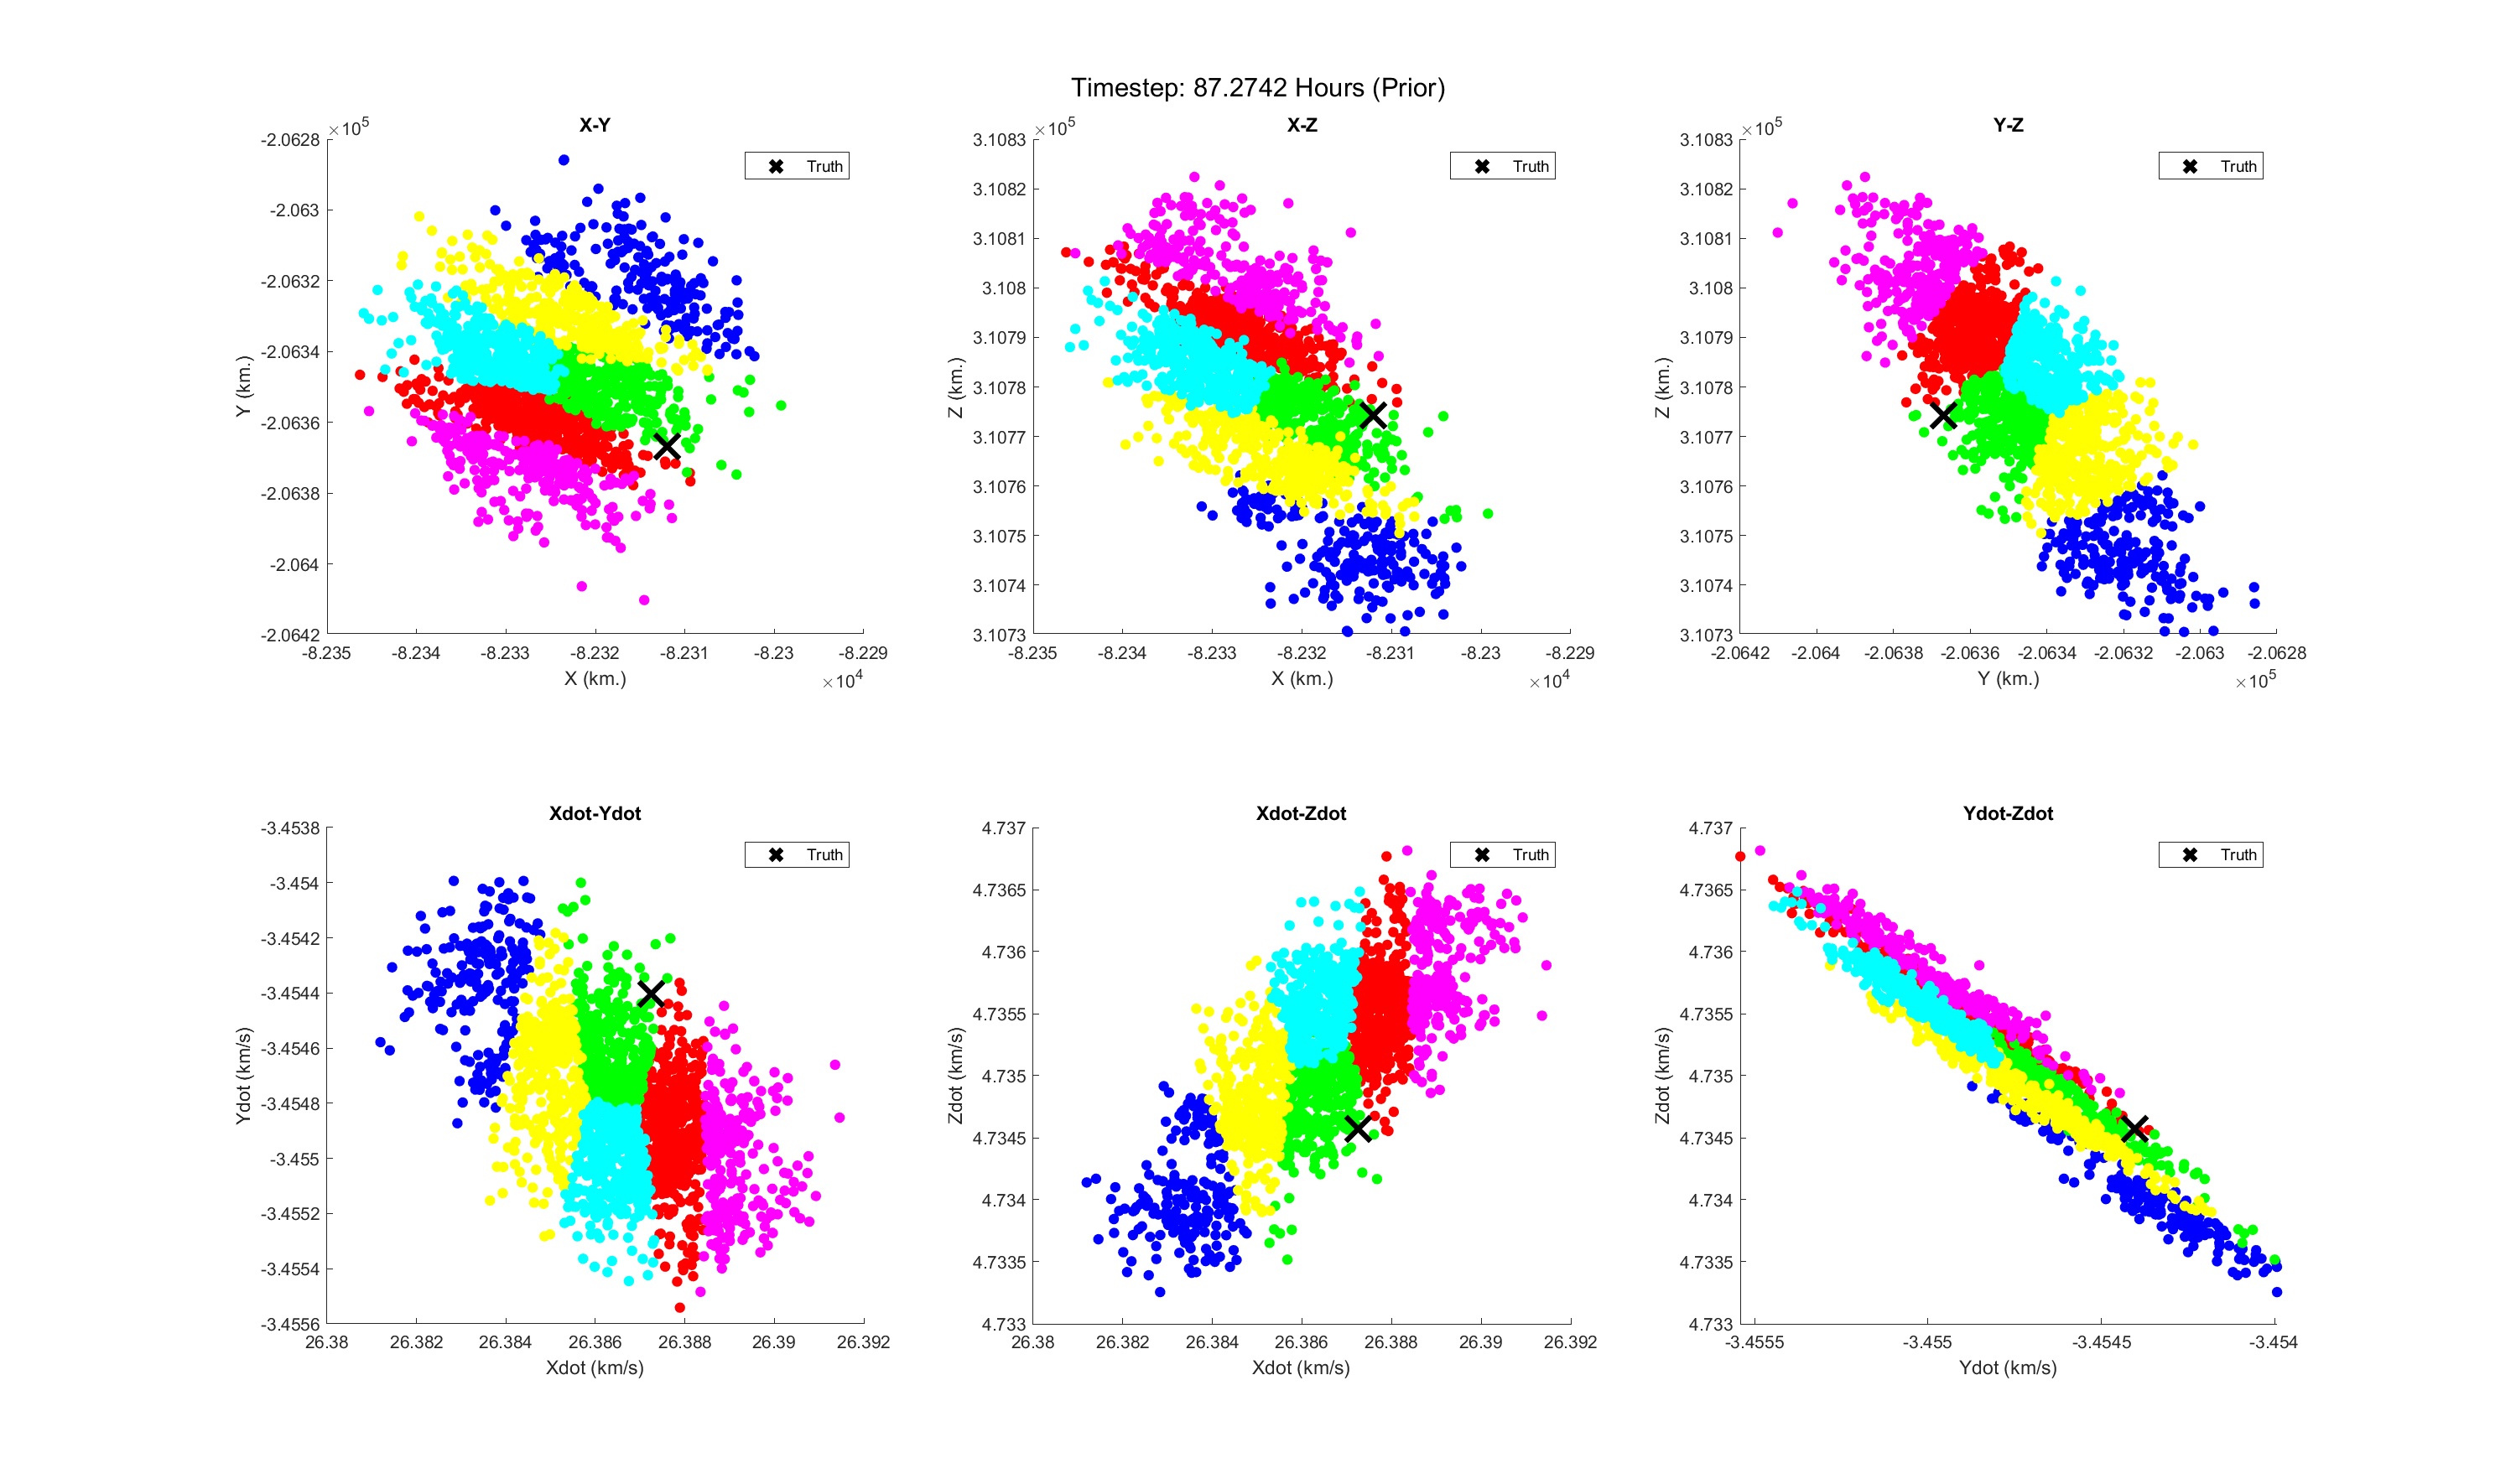 Timestep: 87.2742 Hours (Prior)
X-Y
×10^5
-2.0628
-2.063
-2.0632
-2.0634
-2.0636
-2.0638
-2.064
-2.0642
Y (km.)
Truth
-8.235 -8.234 -8.233 -8.232 -8.231 -8.23 -8.229
X (km.)
×10^4
X-Z
×10^5
3.1083
3.1082
3.1081
3.108
3.1079
3.1078
3.1077
3.1076
3.1075
3.1074
3.1073
Z (km.)
Truth
-8.235 -8.234 -8.233 -8.232 -8.231 -8.23 -8.229
X (km.)
×10^4
Y-Z
×10^5
3.1083
3.1082
3.1081
3.108
3.1079
3.1078
3.1077
3.1076
3.1075
3.1074
3.1073
Z (km.)
Truth
-2.0642 -2.064 -2.0638 -2.0636 -2.0634 -2.0632 -2.063 -2.0628
Y (km.)
×10^5
Xdot-Ydot
-3.4538
-3.454
-3.4542
-3.4544
-3.4546
-3.4548
-3.455
-3.4552
-3.4554
-3.4556
Ydot (km/s)
Truth
26.38 26.382 26.384 26.386 26.388 26.39 26.392
Xdot (km/s)
Xdot-Zdot
4.737
4.7365
4.736
4.7355
4.735
4.7345
4.734
4.7335
4.733
Zdot (km/s)
Truth
26.38 26.382 26.384 26.386 26.388 26.39 26.392
Xdot (km/s)
Ydot-Zdot
4.737
4.7365
4.736
4.7355
4.735
4.7345
4.734
4.7335
4.733
Zdot (km/s)
Truth
-3.4555 -3.455 -3.4545 -3.454
Ydot (km/s)